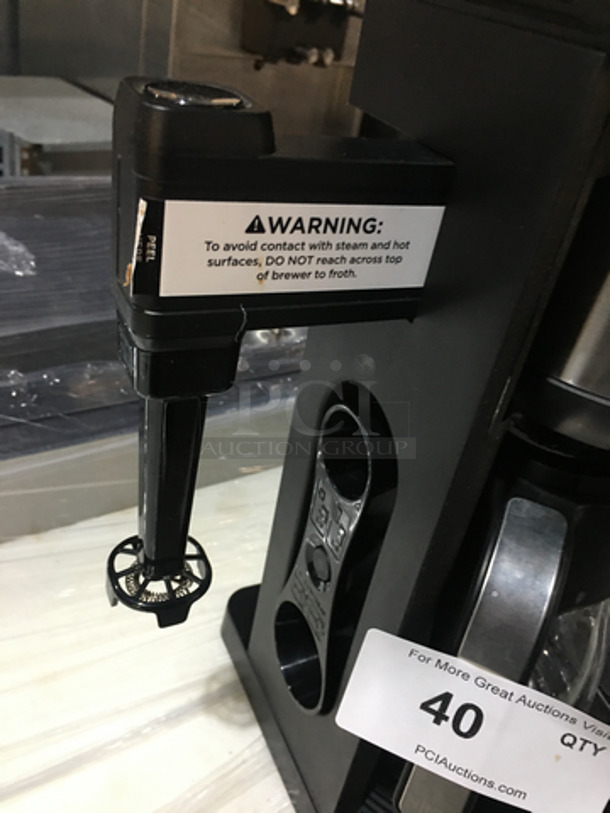 ⚠WARNING:
To avoid contact with steam and hot
surfaces, DO NOT reach across top
of brewer to froth.
PEEL
PCI
AUCTION GROUP
For More Great Auctions Visit
40
QTY
PCIAuctions.com